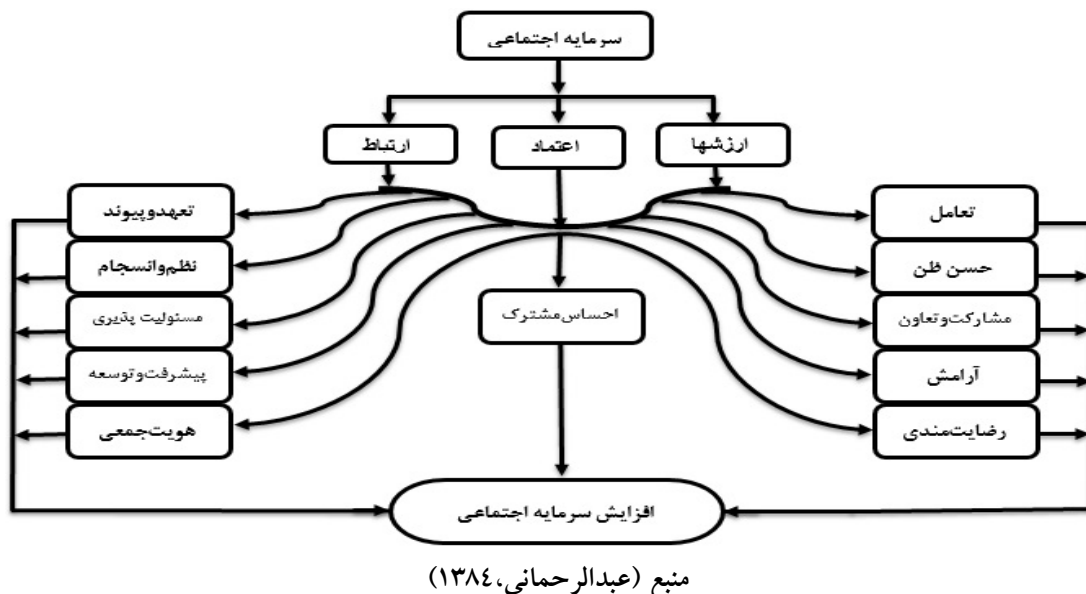 سرمایه اجتماعی
ارزشها
اعتماد
ارتباط
تعامل
تعهدوپیوند
حسن ظن
نظم‌وانسجام
مشارکت‌وتعاون
احساس‌مشترک
مسئولیت پذیری
آرامش
پیشرفت‌وتوسعه
رضایت‌مندی
هویت‌جمعی
افزایش سرمایه اجتماعی
منبع (عبدالرحمانی،۱۳۸٤)